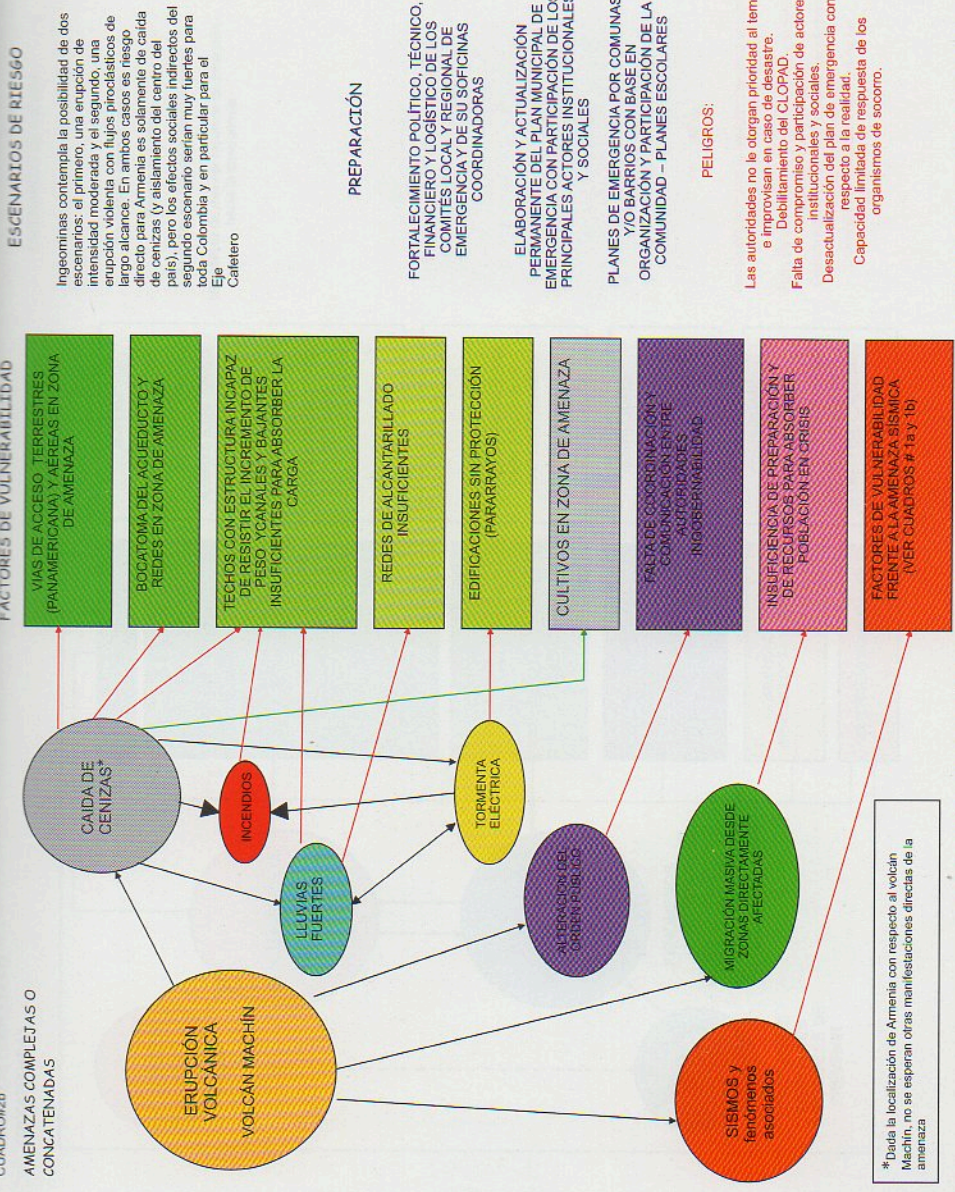 CUADRO#2b
AMENAZAS COMPLEJAS O
CONCATENADAS
ERUPCIÓN
VOLCÁNICA
VOLCÁN MACHÍN
CAIDA DE
CENIZAS*
INCENDIOS
LLUVIAS
FUERTES
TORMENTA
ELÉCTRICA
ALTERACION DEL
ORDEN PÚBLICO
MIGRACIÓN MASIVA DESDE
ZONAS DIRECTAMENTE
AFECTADAS
SISMOS y
fenómenos
asociados
*Dada la localización de Armenia con respecto al volcán
Machín, no se esperan otras manifestaciones directas de la
amenaza
FACTORES DE VULNERABILIDAD
VIAS DE ACCESO TERRESTRES
(PANAMERICANA) Y AÉREAS EN ZONA
DE AMENAZA
BOCATOMA DEL ACUEDUCTO Y
REDES EN ZONA DE AMENAZA
TECHOS CON ESTRUCTURA INCAPAZ
DE RESISTIR EL INCREMENTO DE
PESO YCANALES Y BAJANTES
INSUFICIENTES PARA ABSORBER LA
CARGA
REDES DE ALCANTARILLADO
INSUFICIENTES
EDIFICACIONES SIN PROTECCIÓN
(PARARRAYOS)
CULTIVOS EN ZONA DE AMENAZA
FALTA DE COORDINACIÓN Y
COMUNICACIÓN ENTRE
AUTORIDADES
INGOBERNABILIDAD
INSUFICIENCIA DE PREPARACIÓN Y
DE RECURSOS PARA ABSORBER
POBLACIÓN EN CRISIS
FACTORES DE VULNERABILIDAD
FRENTE A LA AMENAZA SÍSMICA
(VER CUADROS # 1a y 1b)
ESCENARIOS DE RIESGO
Ingeominas contempla la posibilidad de dos
escenarios: el primero, una erupción de
intensidad moderada y el segundo, una
erupción violenta con flujos piroclásticos de
largo alcance. En ambos casos es riesgo
directo para Armenia es solamente de caída
de cenizas (y aislamiento del centro del
país), pero los efectos sociales indirectos del
segundo escenario serían muy fuertes para
toda Colombia y en particular para el
Eje
Cafetero
PREPARACIÓN
FORTALECIMIENTO POLÍTICO, TÉCNICO,
FINANCIERO Y LOGÍSTICO DE LOS
COMITÉS LOCAL Y REGIONAL DE
EMERGENCIA Y DE SU SOFICINAS
COORDINADORAS
ELABORACIÓN Y ACTUALIZACIÓN
PERMANENTE DEL PLAN MUNICIPAL DE
EMERGENCIA CON PARTICIPACIÓN DE LOS
PRINCIPALES ACTORES INSTITUCIONALES
Y SOCIALES
PLANES DE EMERGENCIA POR COMUNAS
Y/O BARRIOS CON BASE EN
ORGANIZACIÓN Y PARTICIPACIÓN DE LA
COMUNIDAD – PLANES ESCOLARES
PELIGROS:
Las autoridades no le otorgan prioridad al tem
e improvisan en caso de desastre.
Debilitamiento del CLOPAD.
Falta de compromiso y participación de actore
institucionales y sociales.
Desactualización del plan de emergencia con
respecto a la realidad.
Capacidad limitada de respuesta de los
organismos de socorro.